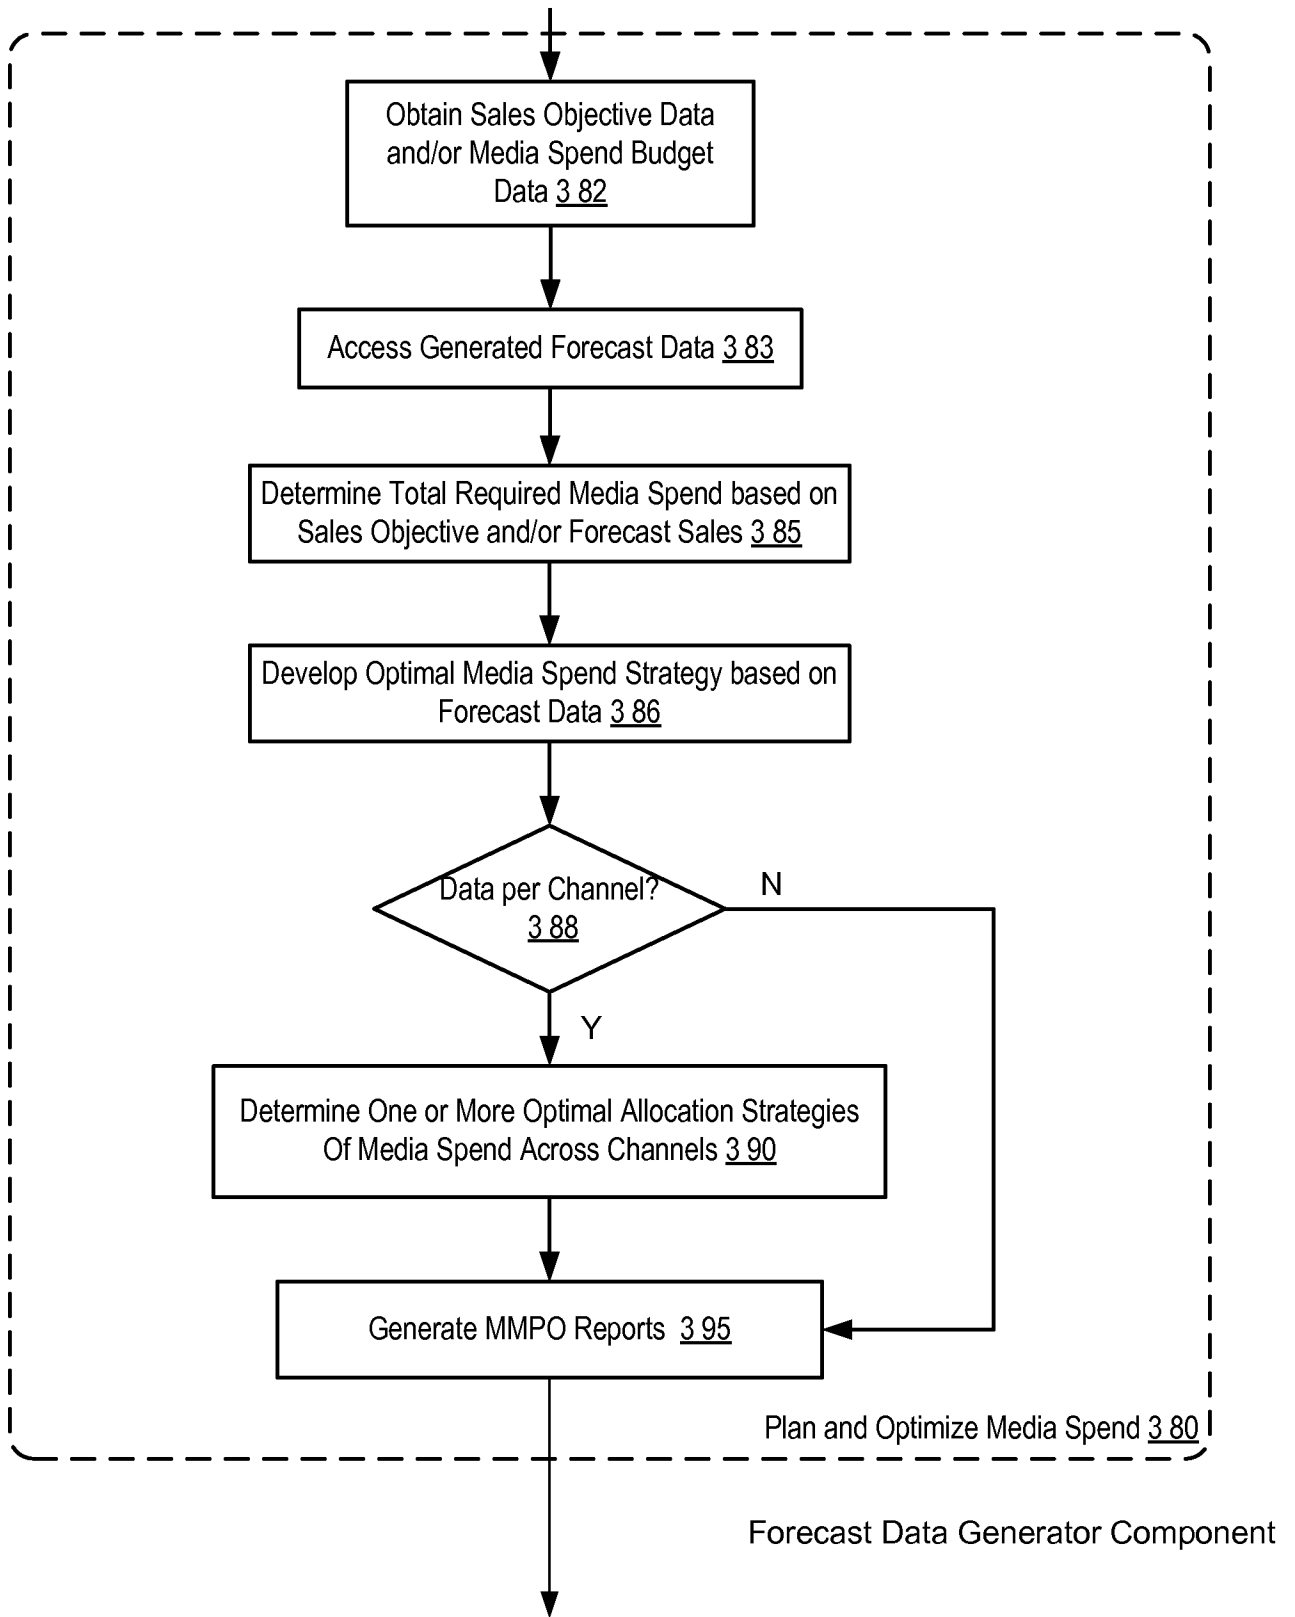 Obtain Sales Objective Data
and/or Media Spend Budget
Data 3 82
Access Generated Forecast Data 3 83
Determine Total Required Media Spend based on
Sales Objective and/or Forecast Sales 3 85
Develop Optimal Media Spend Strategy based on
Forecast Data 3 86
Data per Channel?
3 88
N
Y
Determine One or More Optimal Allocation Strategies
Of Media Spend Across Channels 3 90
Generate MMPO Reports 3 95
Plan and Optimize Media Spend 3 80
Forecast Data Generator Component